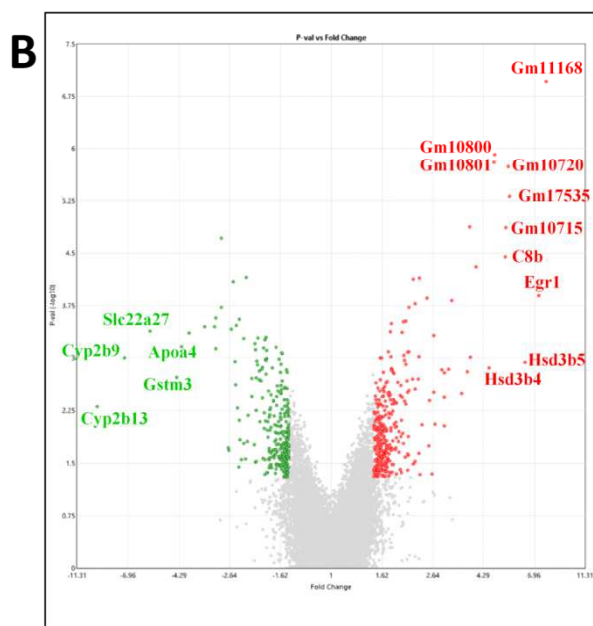 B
P-val vs Fold Change
7.5
Gm11168
6.75
6
Gm10800
Gm10801
Gm10720
5.25
Gm17535
Gm10715
4.5
C8b
Egr1
P-val (-log10)
3.75
Slc22a27
Cyp2b9
Apoa4
3
Hsd3b5
Hsd3b4
Gstm3
2.25
Cyp2b13
1.5
0.75
0
-11.31 -6.96 -4.29 -2.64 -1.62 1 1.62 2.64 4.29 6.96 11.31
Fold Change